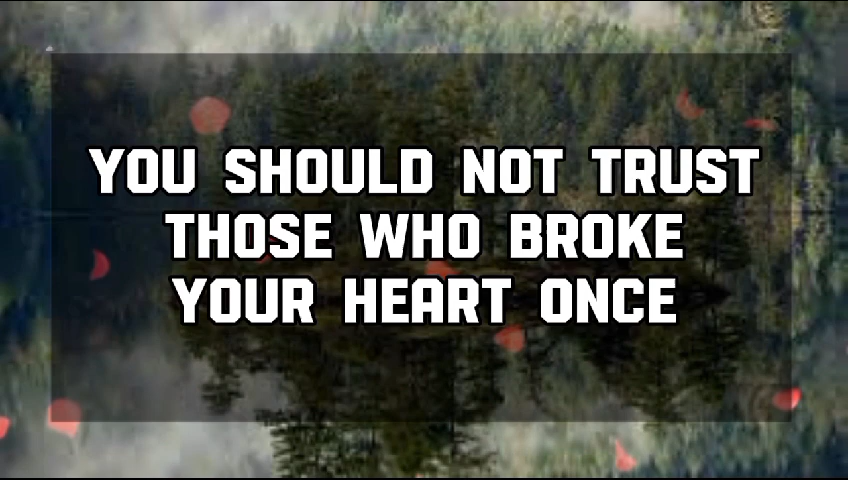 YOU SHOULD NOT TRUST
THOSE WHO BROKE
YOUR HEART ONCE